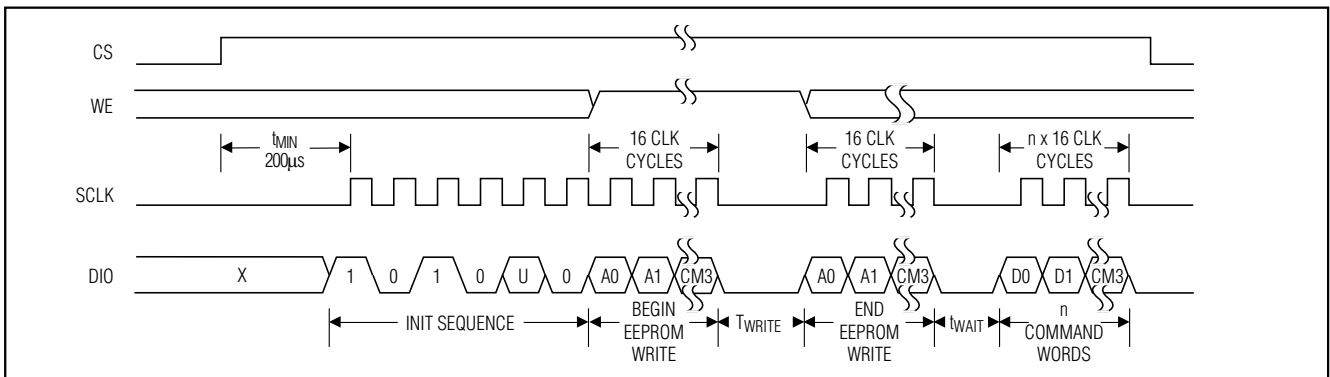 CS
WE
tMIN
200µs
16 CLK
CYCLES
16 CLK
CYCLES
n x 16 CLK
CYCLES
SCLK
DIO
X 1 0 1 0 U 0 A0 A1 CM3 A0 A1 CM3 D0 D1 CM3
INIT SEQUENCE
BEGIN
EEPROM
WRITE
TWRITE
END
EEPROM
WRITE
tWAIT
n
COMMAND
WORDS